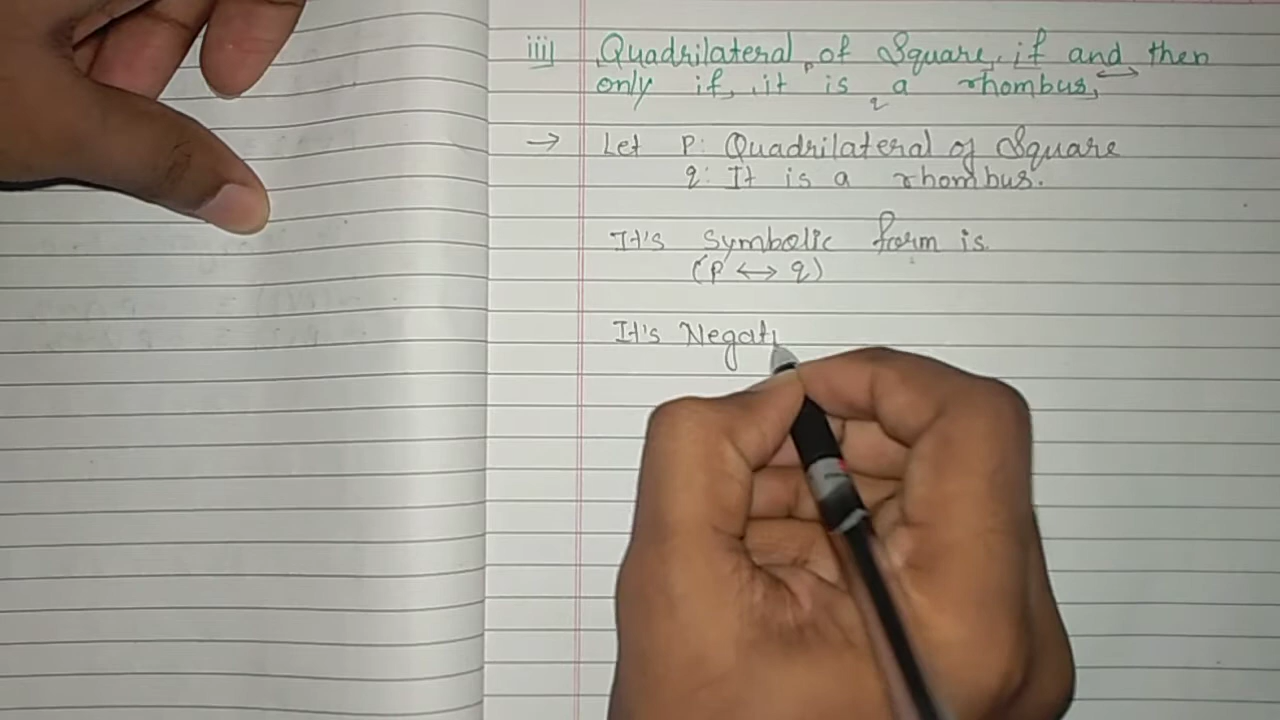 iii) Quadrilateral of Square, if and then
p
only if, it is a rhombus, ↔
q
→ Let p: Quadrilateral of Square
q: It is a rhombus.
It's Symbolic form is
(p ↔ q)
It's Negati